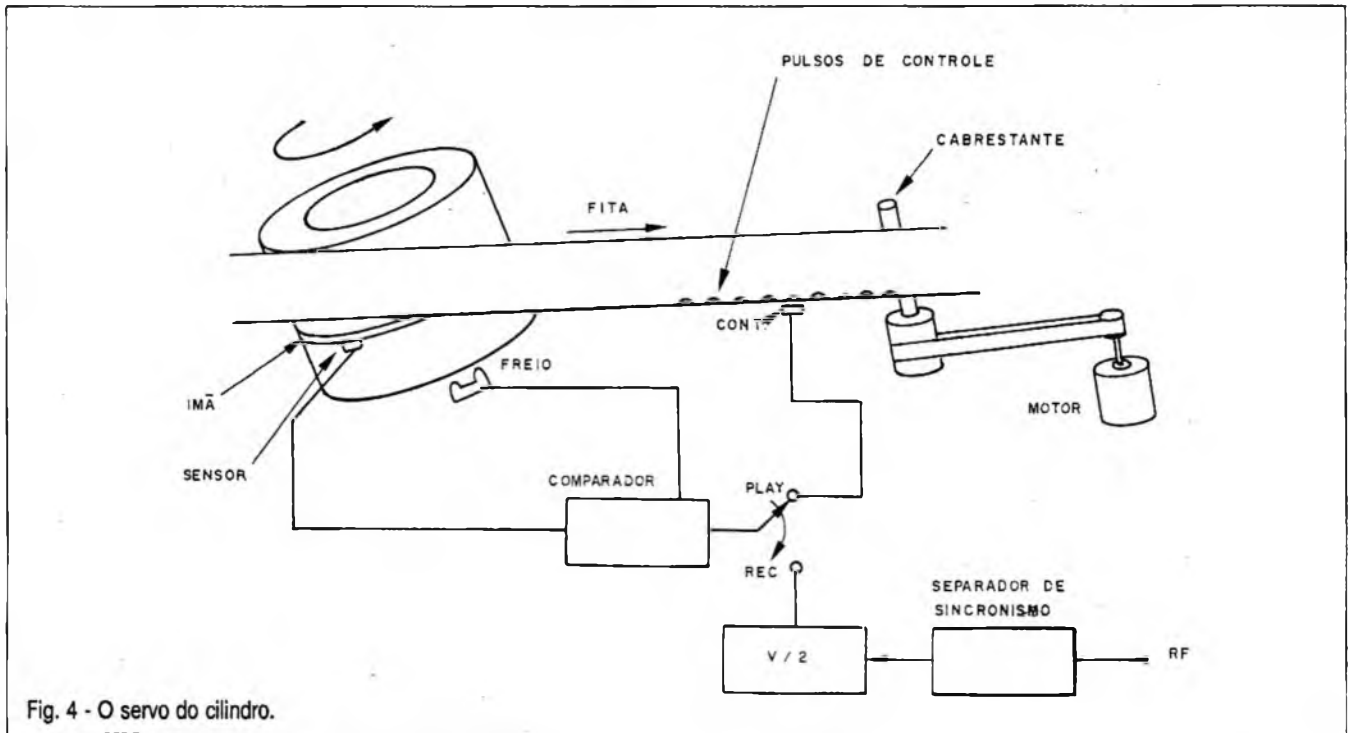 PULSOS DE CONTROLE
CABRESTANTE
FITA
CONT.
FREIO
IMÃ
MOTOR
SENSOR
COMPARADOR
PLAY
REC
SEPARADOR DE
SINCRONISMO
V / 2
RF
Fig. 4 - O servo do cilindro.